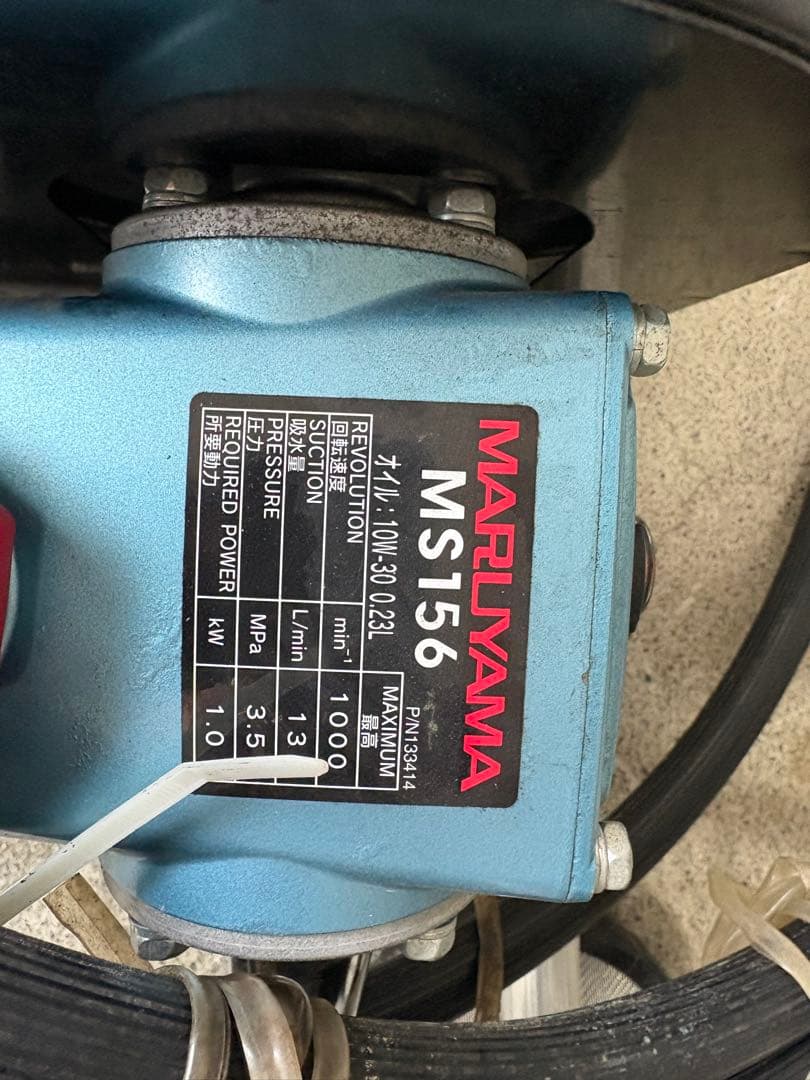 MARUYAMA
MS156
P/N133414
オイル：10W-30 0.23L
MAXIMUM
最高
REVOLUTION
回転速度
min⁻¹ 1000
SUCTION
吸水量
L/min 13
PRESSURE
圧力
MPa 3.5
REQUIRED POWER
所要動力
kW 1.0